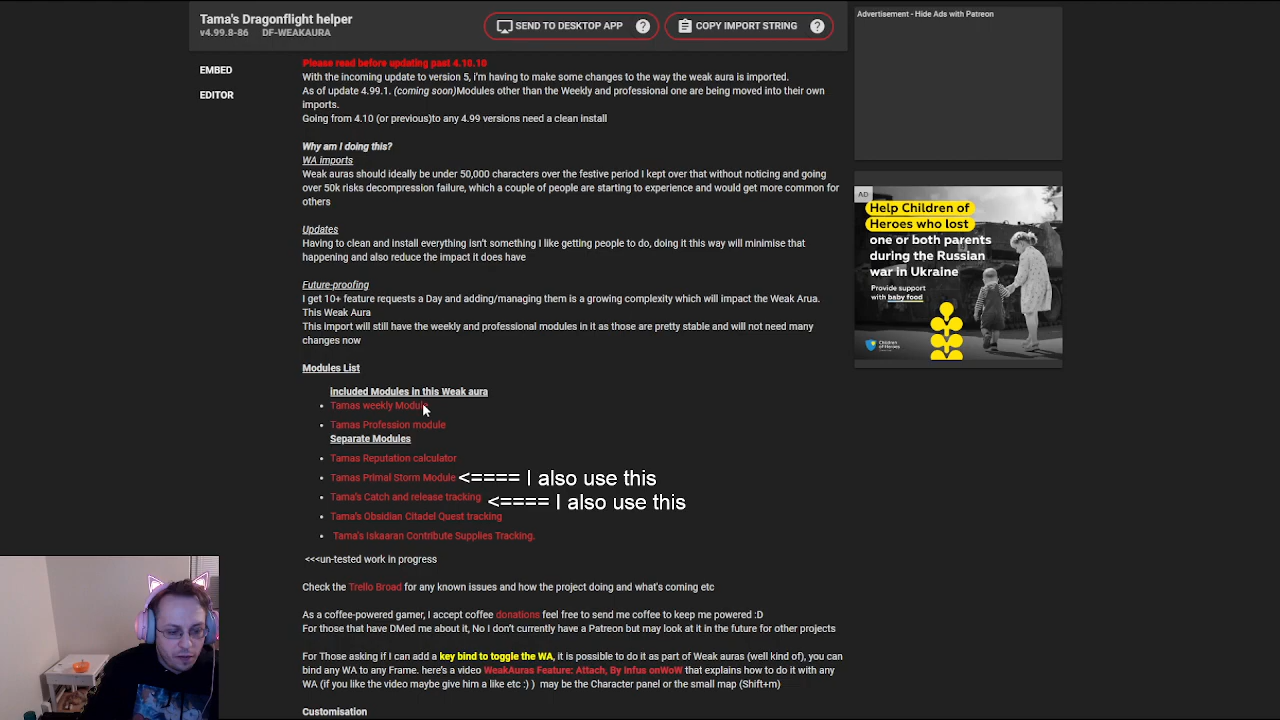 Tama's Dragonflight helper
v4.99.8-86 DF-WEAKAURA
SEND TO DESKTOP APP ?
COPY IMPORT STRING ?
EMBED
EDITOR
Please read before updating past 4.10.10
With the incoming update to version 5, i'm having to make some changes to the way the weak aura is imported.
As of update 4.99.1. (coming soon)Modules other than the Weekly and professional one are being moved into their own
imports.
Going from 4.10 (or previous)to any 4.99 versions need a clean install
Why am I doing this?
WA imports
Weak auras should ideally be under 50,000 characters over the festive period I kept over that without noticing and going
over 50k risks decompression failure, which a couple of people are starting to experience and would get more common for
others
Updates
Having to clean and install everything isn't something I like getting people to do, doing it this way will minimise that
happening and also reduce the impact it does have
Future-proofing
I get 10+ feature requests a Day and adding/managing them is a growing complexity which will impact the Weak Arua.
This Weak Aura
This import will still have the weekly and professional modules in it as those are pretty stable and will not need many
changes now
Modules List
included Modules in this Weak aura
Tamas weekly Module
Tamas Profession module
Separate Modules
Tamas Reputation calculator
Tamas Primal Storm Module <==== I also use this
Tama's Catch and release tracking <==== I also use this
Tama's Obsidian Citadel Quest tracking
Tama's Iskaaran Contribute Supplies Tracking.
<<<un-tested work in progress
Check the Trello Broad for any known issues and how the project doing and what's coming etc
As a coffee-powered gamer, I accept coffee donations feel free to send me coffee to keep me powered :D
For those that have DMed me about it, No I don't currently have a Patreon but may look at it in the future for other projects
For Those asking if I can add a key bind to toggle the WA, it is possible to do it as part of Weak auras (well kind of), you can
bind any WA to any Frame. here's a video WeakAuras Feature: Attach, By Infus onWoW that explains how to do it with any
WA (if you like the video maybe give him a like etc :) ) may be the Character panel or the small map (Shift+m)
Customisation
Advertisement - Hide Ads with Patreon
AD
Help Children of
Heroes who lost
one or both parents
during the Russian
war in Ukraine
Provide support
with baby food
Children
of Heroes